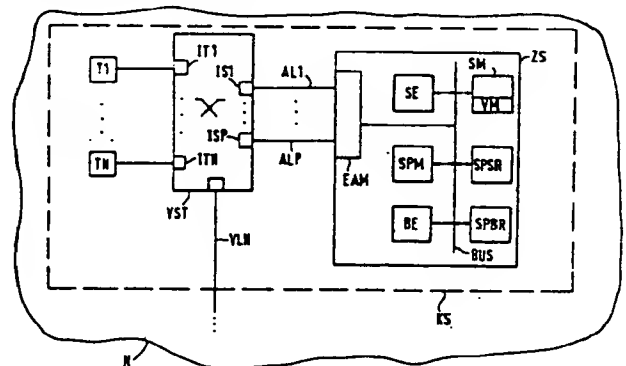 T1
IT1
TN
ITN
VST
IS1
ISP
VLN
AL1
ALP
EAM
SE
SM
VM
ZS
SPM
SPSR
BE
SPBR
BUS
KS
N